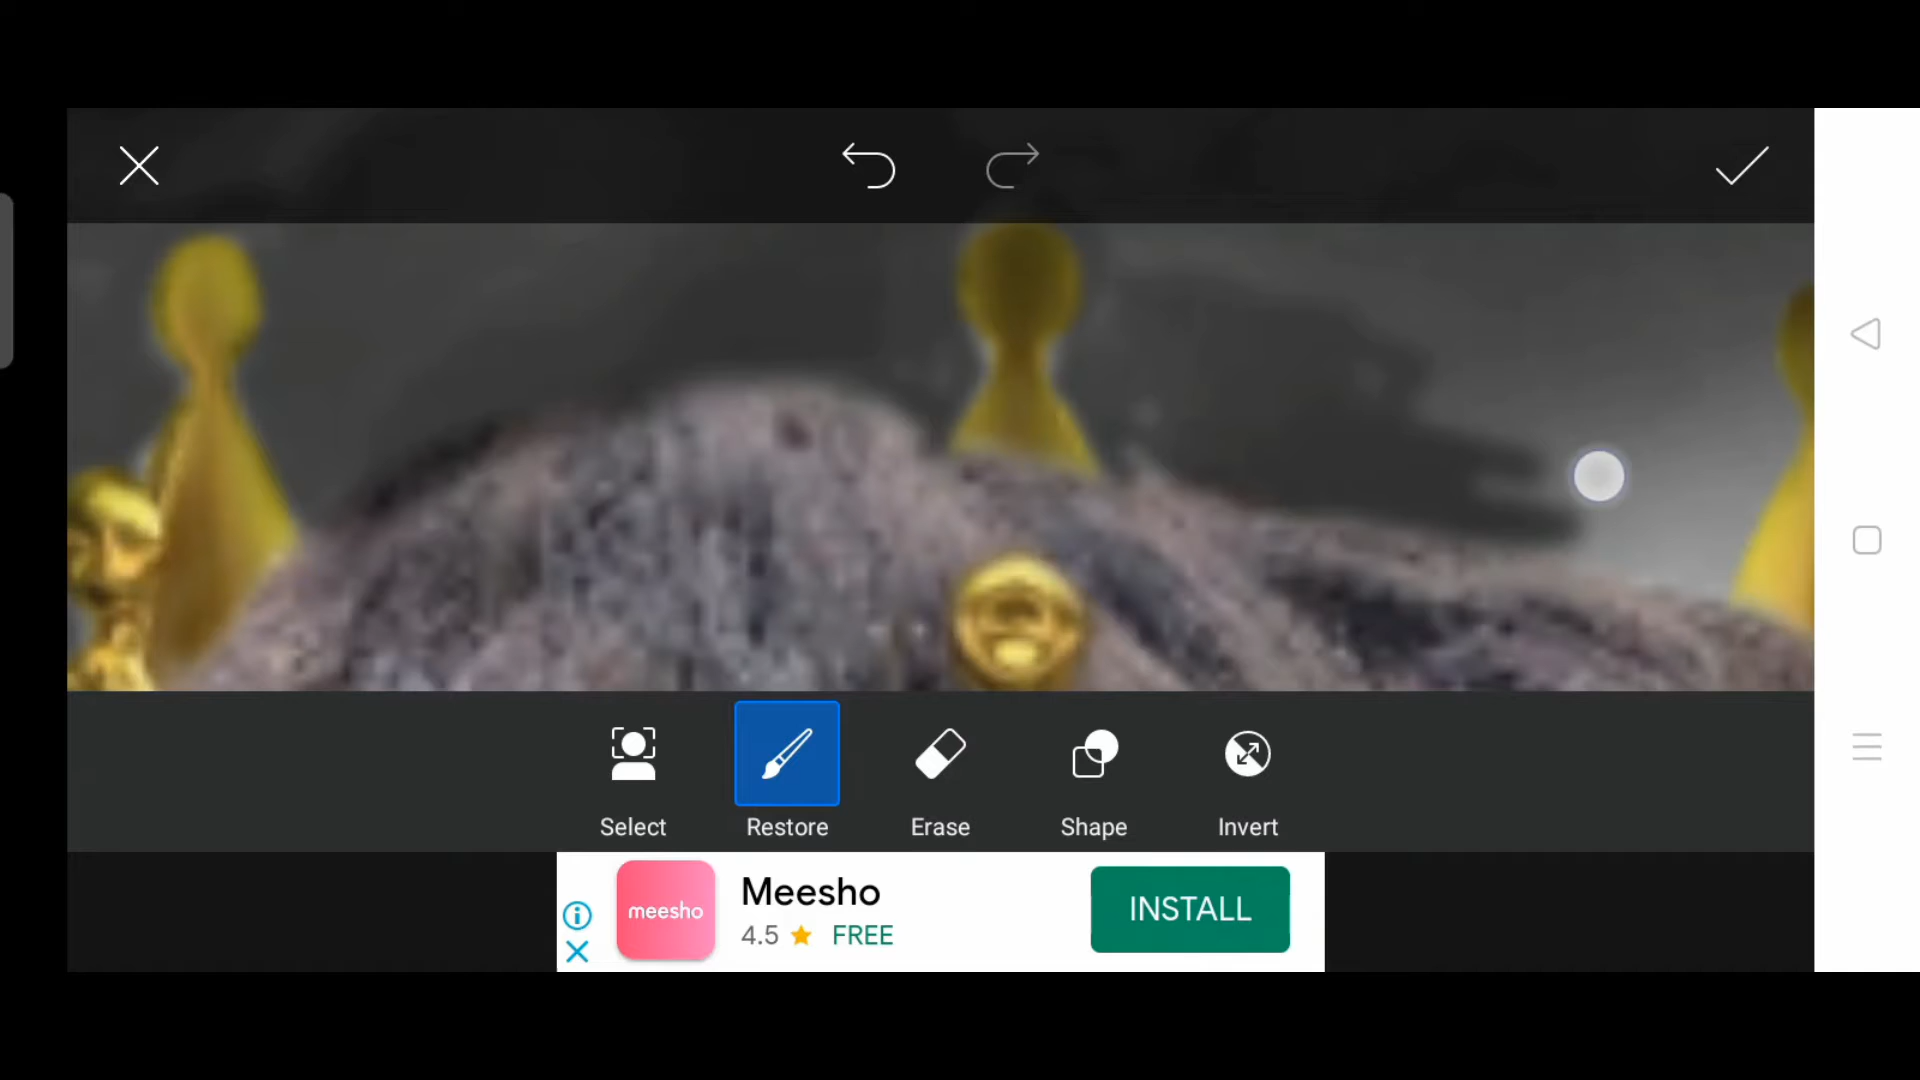 Select
Restore
Erase
Shape
Invert
meesho
Meesho
4.5 FREE
INSTALL